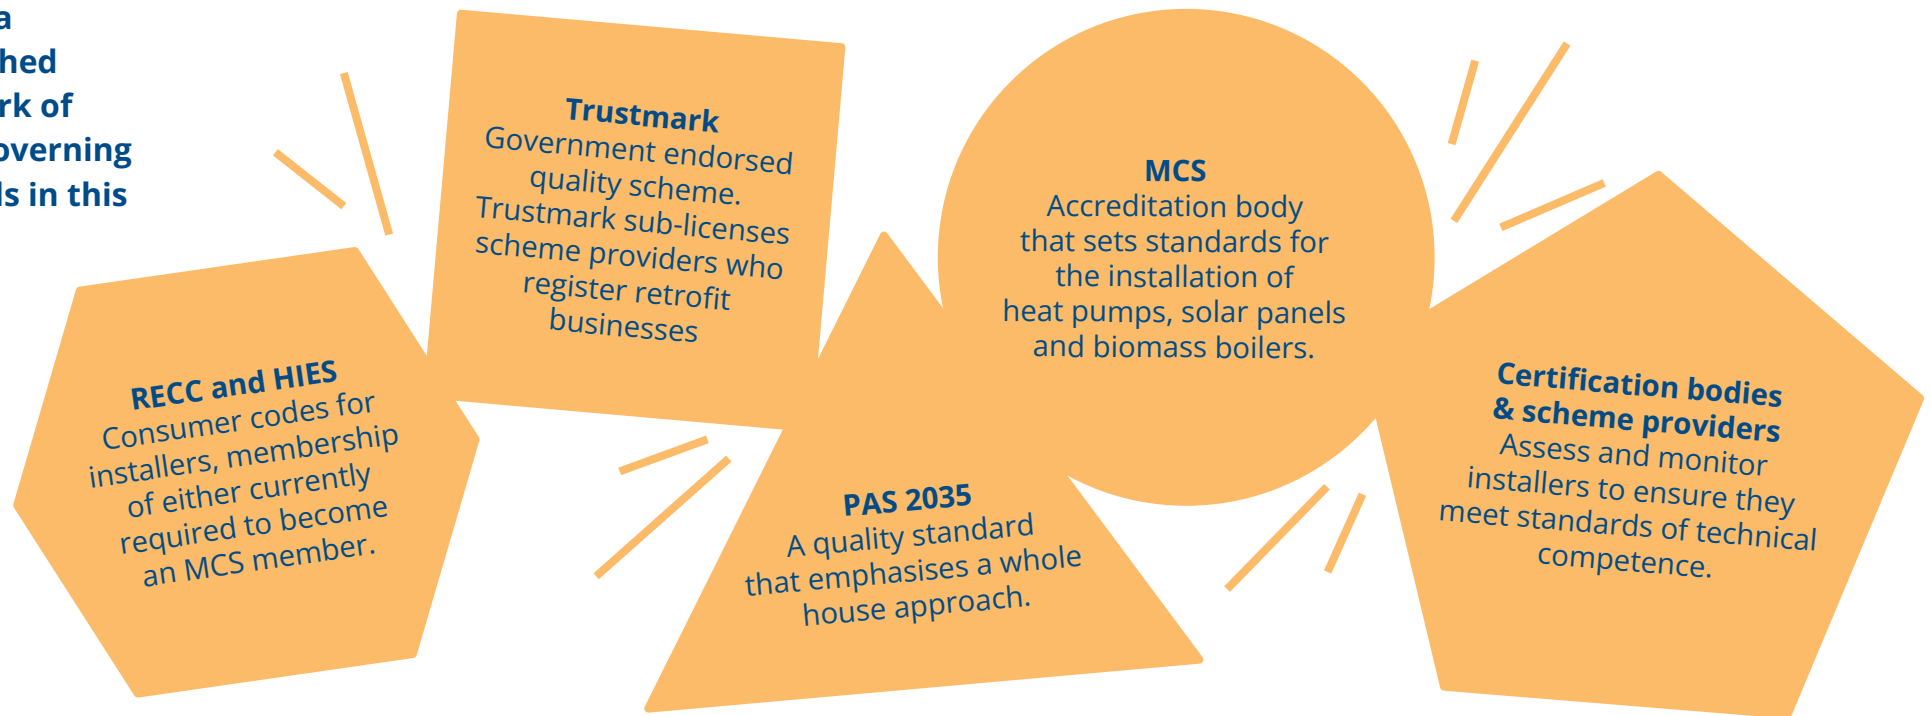 a
hed
rk of
overning
ls in this
Trustmark
Government endorsed
quality scheme.
Trustmark sub-licenses
scheme providers who
register retrofit
businesses
MCS
Accreditation body
that sets standards for
the installation of
heat pumps, solar panels
and biomass boilers.
RECC and HIES
Consumer codes for
installers, membership
of either currently
required to become
an MCS member.
PAS 2035
A quality standard
that emphasises a whole
house approach.
Certification bodies
& scheme providers
Assess and monitor
installers to ensure they
meet standards of technical
competence.